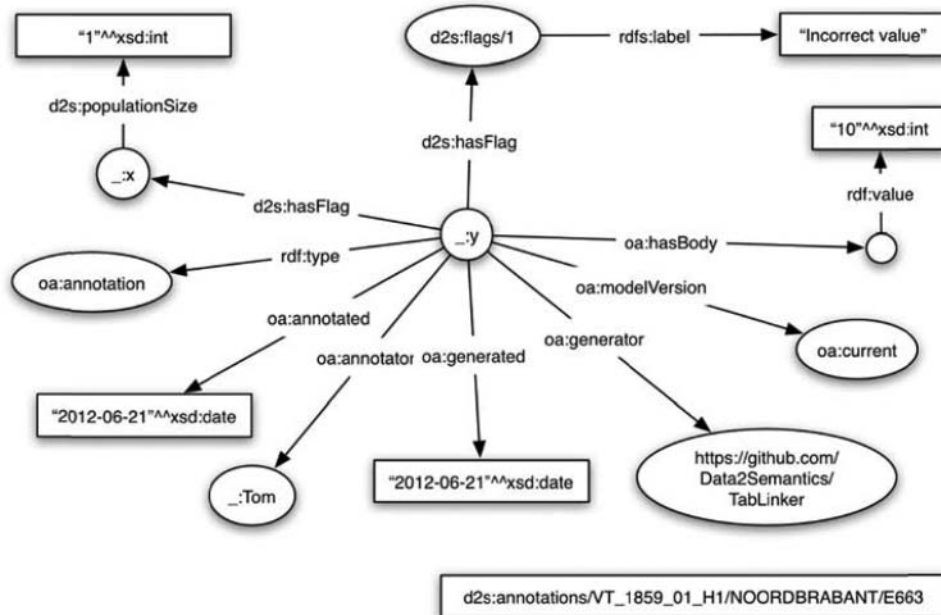 "1"^^xsd:int
d2s:flags/1
rdfs:label
"Incorrect value"
d2s:populationSize
"10"^^xsd:int
d2s:hasFlag
_:x
rdf:value
d2s:hasFlag
_:y
oa:hasBody
rdf:type
oa:annotation
oa:modelVersion
oa:annotated
oa:annotator
oa:generated
oa:generator
oa:current
"2012-06-21"^^xsd:date
https://github.com/
Data2Semantics/
TabLinker
_:Tom
"2012-06-21"^^xsd:date
d2s:annotations/VT_1859_01_H1/NOORDBRABANT/E663